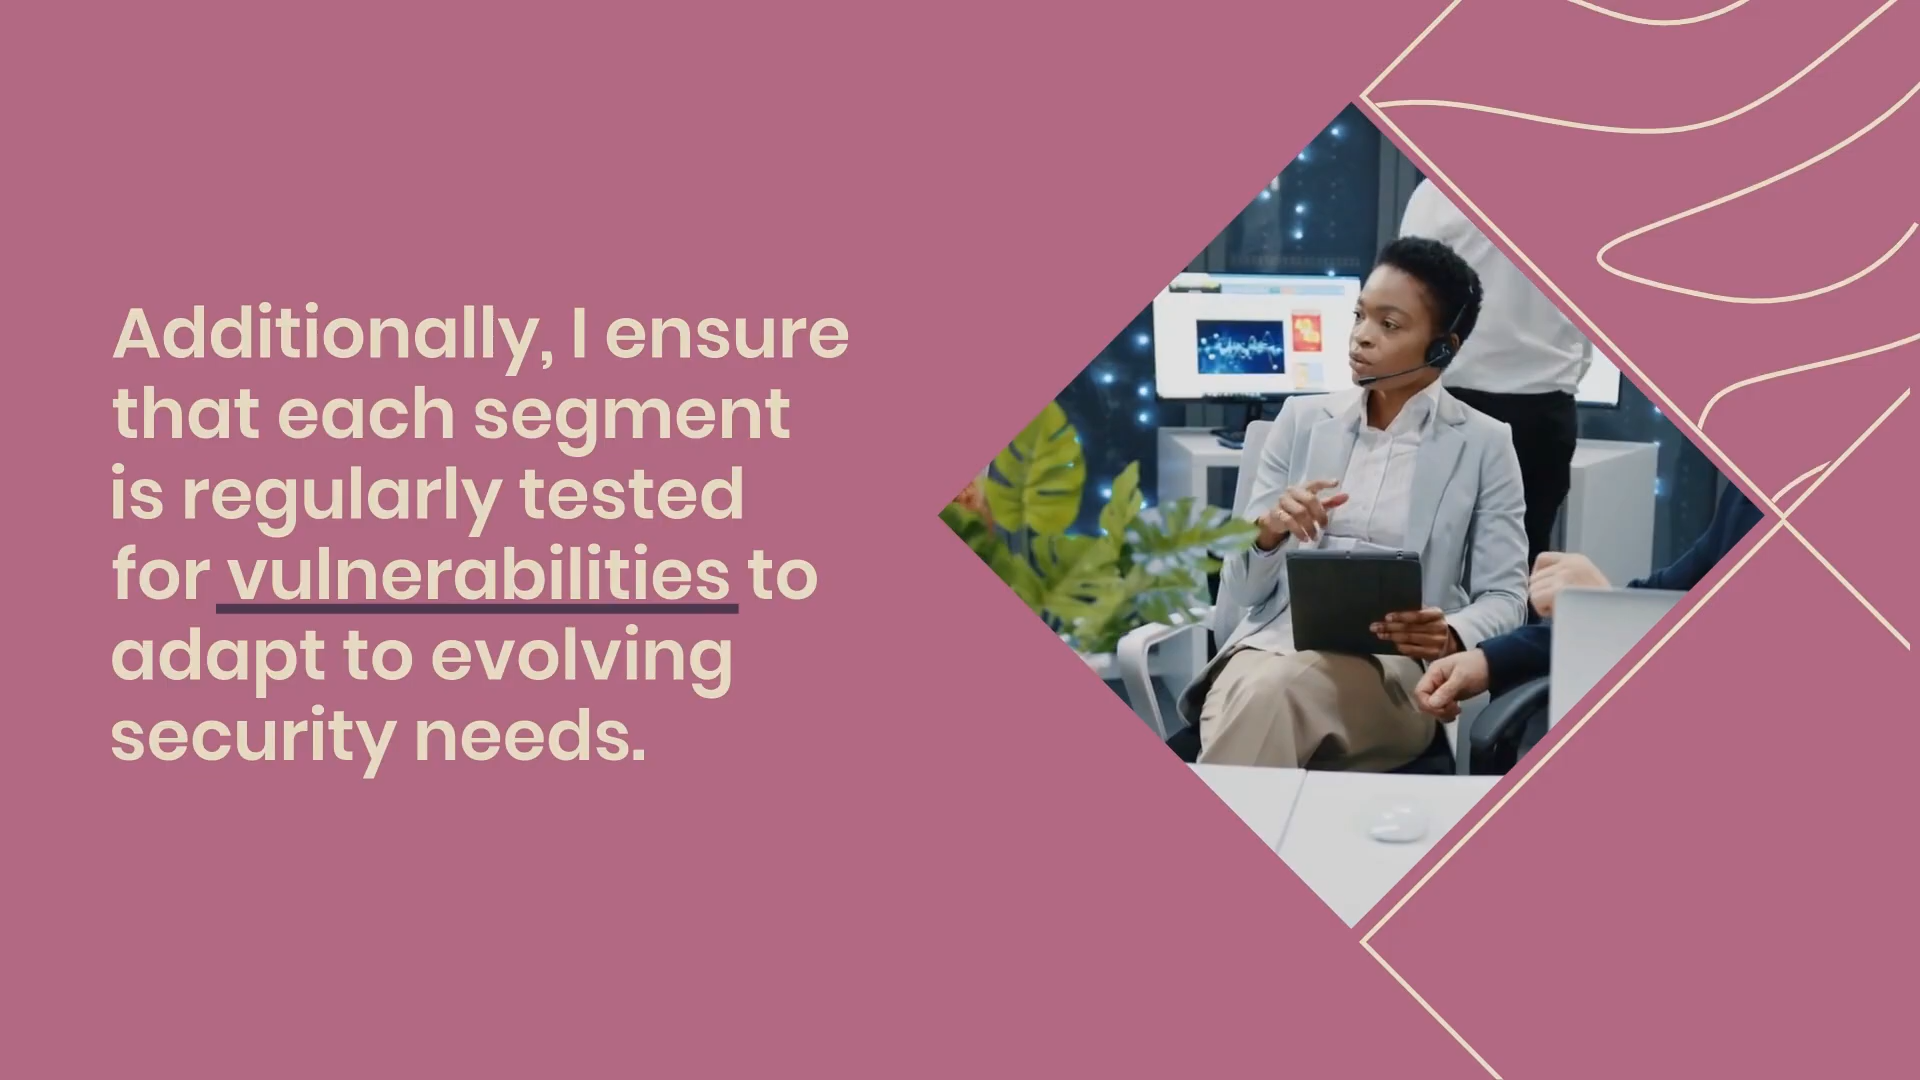 Additionally, I ensure
that each segment
is regularly tested
for vulnerabilities to
adapt to evolving
security needs.